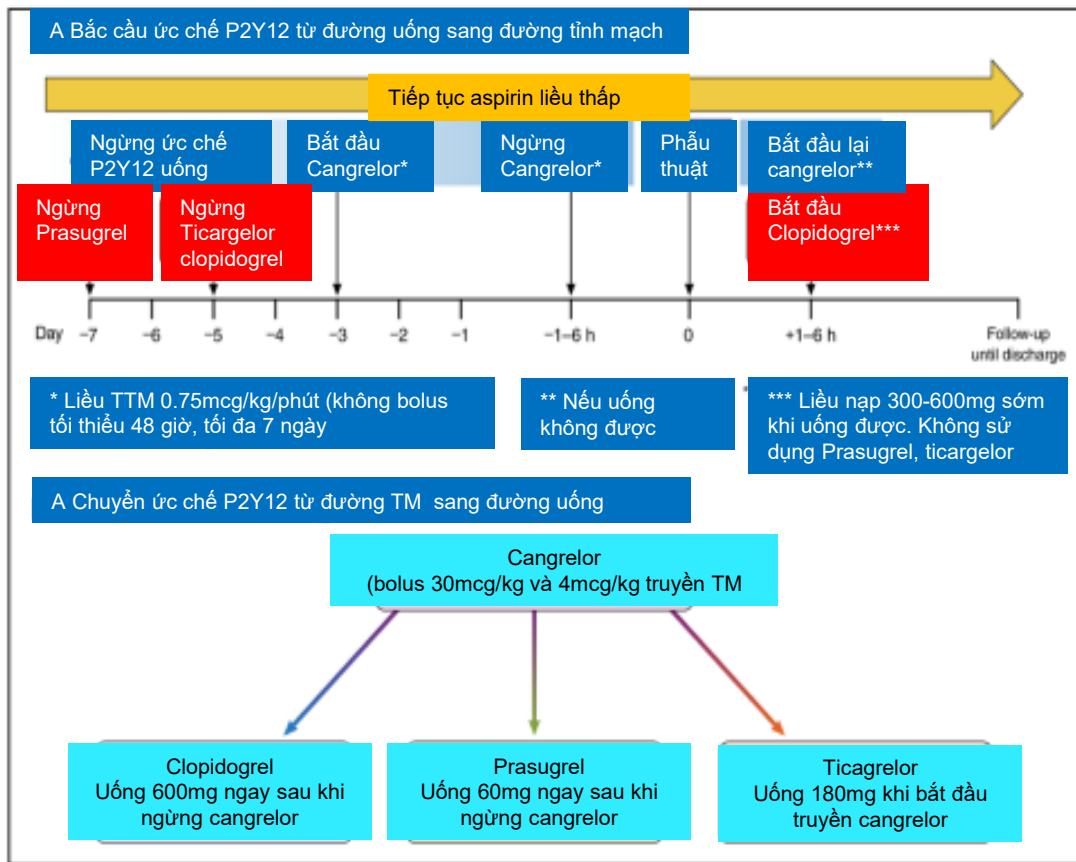 A Bắc cầu ức chế P2Y12 từ đường uống sang đường tỉnh mạch
Tiếp tục aspirin liều thấp
Ngừng ức chế
P2Y12 uống
Bắt đầu
Cangrelor*
Ngừng
Cangrelor*
Phẫu
thuật
Bắt đầu lại
cangrelor**
Ngừng
Prasugrel
Ngừng
Ticargelor
clopidogrel
Bắt đầu
Clopidogrel***
Day −7 −6 −5 −4 −3 −2 −1 −1–6 h 0 +1–6 h Follow-up
until discharge
* Liều TTM 0.75mcg/kg/phút (không bolus
tối thiểu 48 giờ, tối đa 7 ngày
** Nếu uống
không được
*** Liều nạp 300-600mg sớm
khi uống được. Không sử
dụng Prasugrel, ticargelor
A Chuyển ức chế P2Y12 từ đường TM sang đường uống
Cangrelor
(bolus 30mcg/kg và 4mcg/kg truyền TM
Clopidogrel
Uống 600mg ngay sau khi
ngừng cangrelor
Prasugrel
Uống 60mg ngay sau khi
ngừng cangrelor
Ticagrelor
Uống 180mg khi bắt đầu
truyền cangrelor